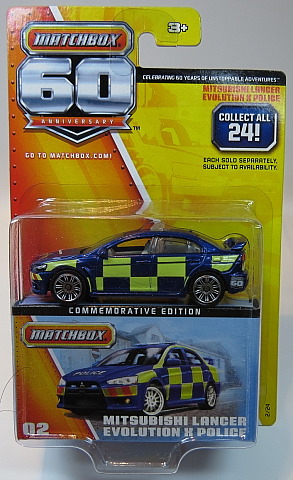 MATCHBOX
60
ANNIVERSARY
™
GO TO MATCHBOX.COM!
3+
CELEBRATING 60 YEARS OF UNSTOPPABLE ADVENTURES™
MITSUBISHI LANCER
EVOLUTION X POLICE
COLLECT ALL
24!
EACH SOLD SEPARATELY,
SUBJECT TO AVAILABILITY.
60
COMMEMORATIVE EDITION
MATCHBOX
POLICE
02
MITSUBISHI LANCER
EVOLUTION X POLICE
2/24